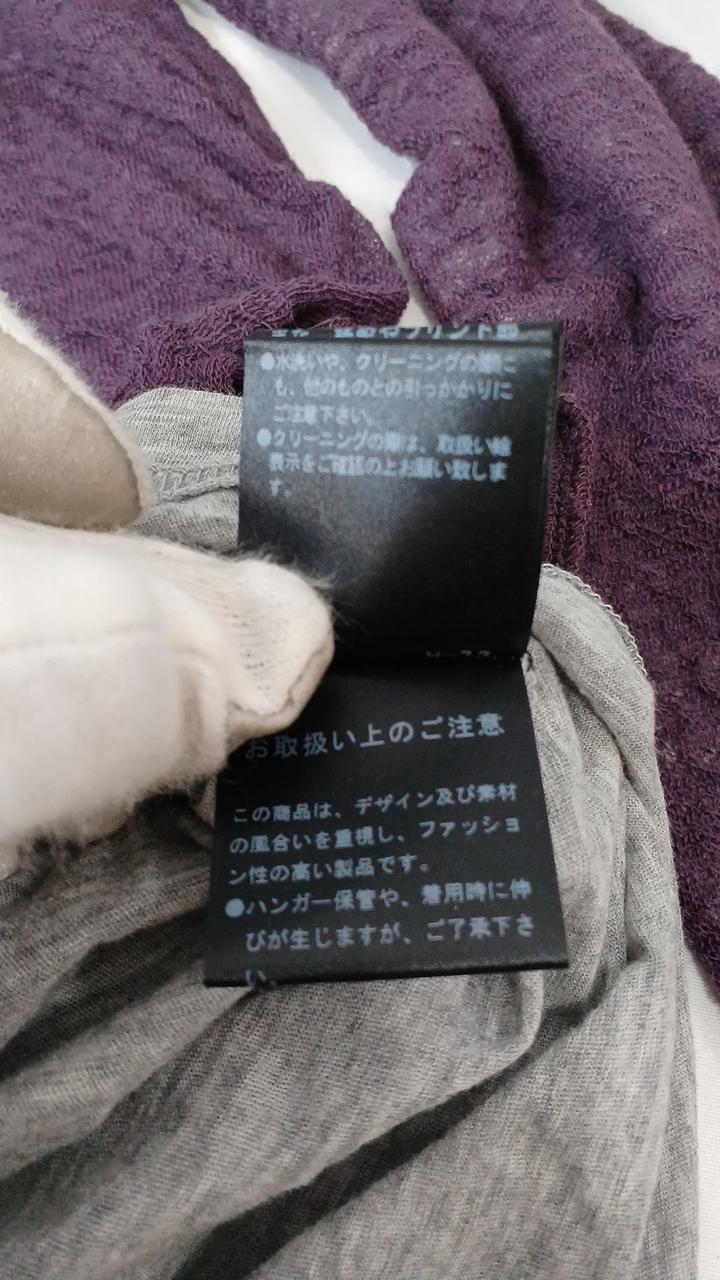 ●水洗いや、クリーニングの際に
も、他のものとの引っかかりに
ご注意下さい。
●クリーニングの際は、取扱い絵
表示をご確認の上お願い致しま
す。
お取扱い上のご注意
この商品は、デザイン及び素材
の風合いを重視し、ファッショ
ン性の高い製品です。
●ハンガー保管や、着用時に伸
びが生じますが、ご了承下さ
い。